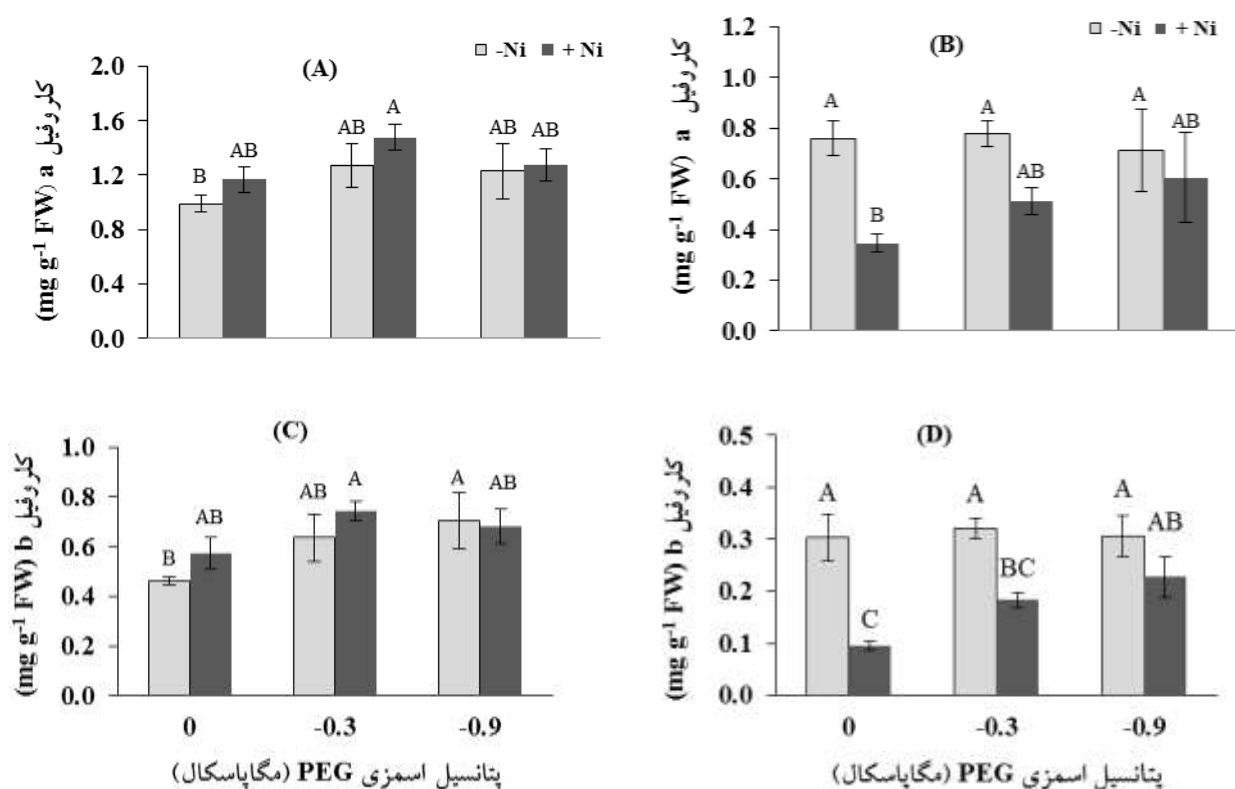 -Ni + Ni
(A)
کلروفیل a (mg g⁻¹ FW)
2.0
1.6
1.2
0.8
0.4
0.0
B AB AB A AB AB
-Ni + Ni
(B)
کلروفیل a (mg g⁻¹ FW)
1.2
1.0
0.8
0.6
0.4
0.2
0.0
A B A AB A AB
(C)
کلروفیل b (mg g⁻¹ FW)
1.0
0.8
0.6
0.4
0.2
0.0
B AB AB A A AB
0 -0.3 -0.9
پتانسیل اسمزی PEG (مگاپاسکال)
(D)
کلروفیل b (mg g⁻¹ FW)
0.5
0.4
0.3
0.2
0.1
0.0
A C A BC A AB
0 -0.3 -0.9
پتانسیل اسمزی PEG (مگاپاسکال)